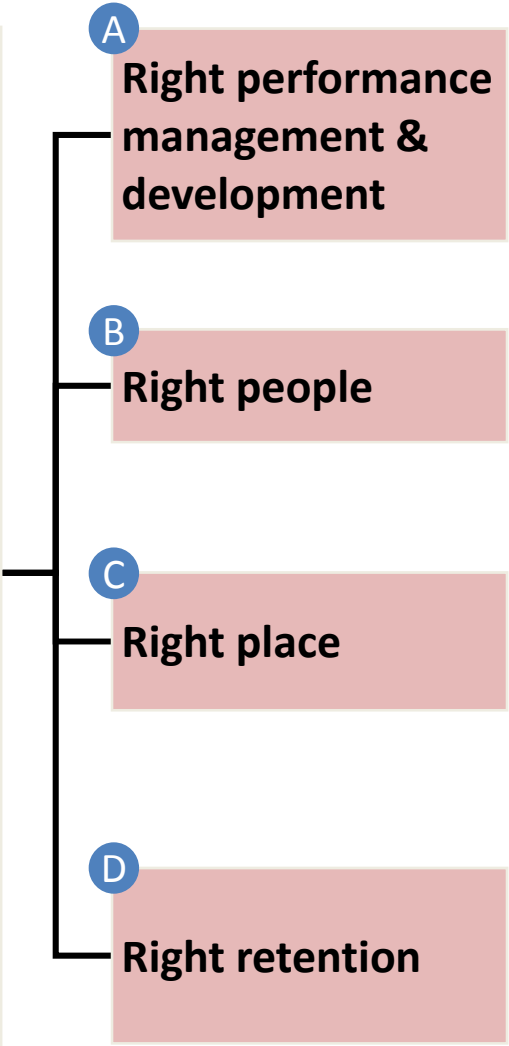 A
Right performance
management &
development
B
Right people
C
Right place
D
Right retention